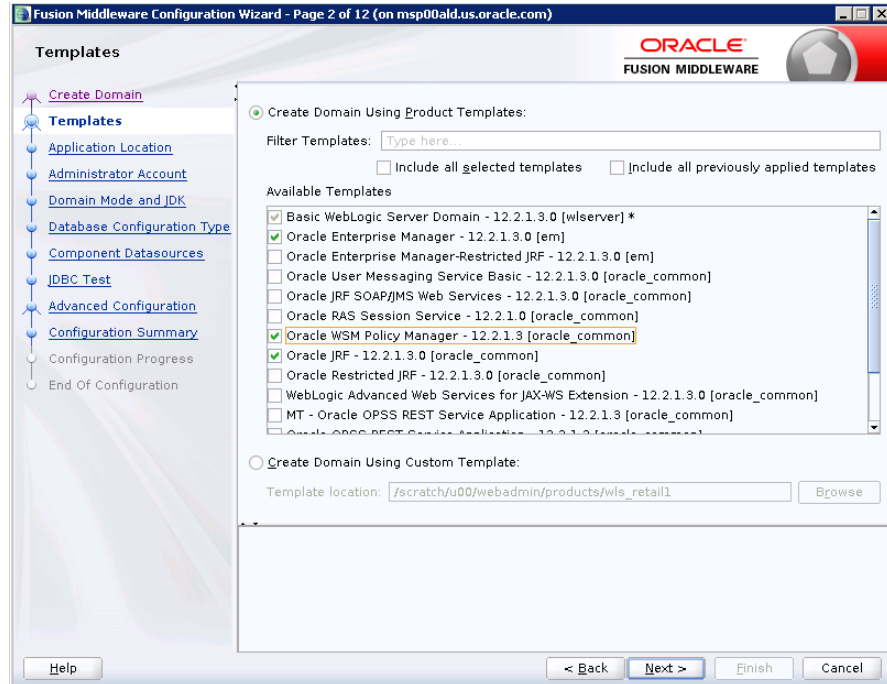 Fusion Middleware Configuration Wizard - Page 2 of 12 (on msp00ald.us.oracle.com)
Templates
ORACLE
FUSION MIDDLEWARE
Create Domain
Templates
Application Location
Administrator Account
Domain Mode and JDK
Database Configuration Type
Component Datasources
JDBC Test
Advanced Configuration
Configuration Summary
Configuration Progress
End Of Configuration
Create Domain Using Product Templates:
Filter Templates: Type here...
Include all selected templates Include all previously applied templates
Available Templates
Basic WebLogic Server Domain - 12.2.1.3.0 [wlserver] *
Oracle Enterprise Manager - 12.2.1.3.0 [em]
Oracle Enterprise Manager-Restricted JRF - 12.2.1.3.0 [em]
Oracle User Messaging Service Basic - 12.2.1.3.0 [oracle_common]
Oracle JRF SOAP/JMS Web Services - 12.2.1.3.0 [oracle_common]
Oracle RAS Session Service - 12.2.1.0 [oracle_common]
Oracle WSM Policy Manager - 12.2.1.3 [oracle_common]
Oracle JRF - 12.2.1.3.0 [oracle_common]
Oracle Restricted JRF - 12.2.1.3.0 [oracle_common]
WebLogic Advanced Web Services for JAX-WS Extension - 12.2.1.3.0 [oracle_common]
MT - Oracle OPSS REST Service Application - 12.2.1.3 [oracle_common]
Oracle OPSS REST Service Application - 12.2.1.3 [oracle_common]
Create Domain Using Custom Template:
Template location: /scratch/u00/webadmin/products/wls_retail1 Browse
Help < Back Next > Finish Cancel